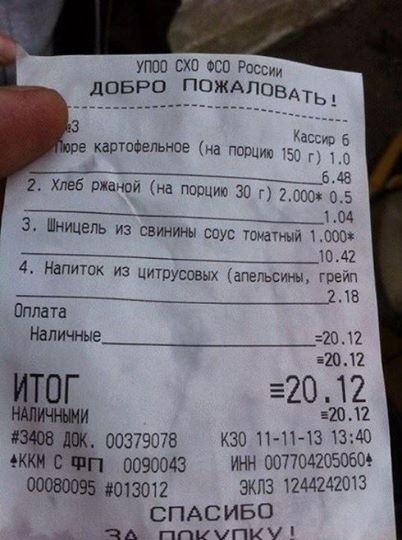 УПОО СХО ФСО России
ДОБРО ПОЖАЛОВАТЬ!
№3
Кассир 6
Пюре картофельное (на порцию 150 г) 1.0
6.48
2. Хлеб ржаной (на порцию 30 г) 2.000* 0.5
1.04
3. Шницель из свинины соус томатный 1.000*
10.42
4. Напиток из цитрусовых (апельсины, грейп
2.18
Оплата
Наличные =20.12
≡20.12
ИТОГ ≡20.12
НАЛИЧНЫМИ ≡20.12
#3408 ДОК. 00379078 К30 11-11-13 13:40
ККМ С ФП 0090043 ИНН 007704205060
00080095 #013012 ЭКЛЗ 1244242013
СПАСИБО
ЗА ПОКУПКУ!